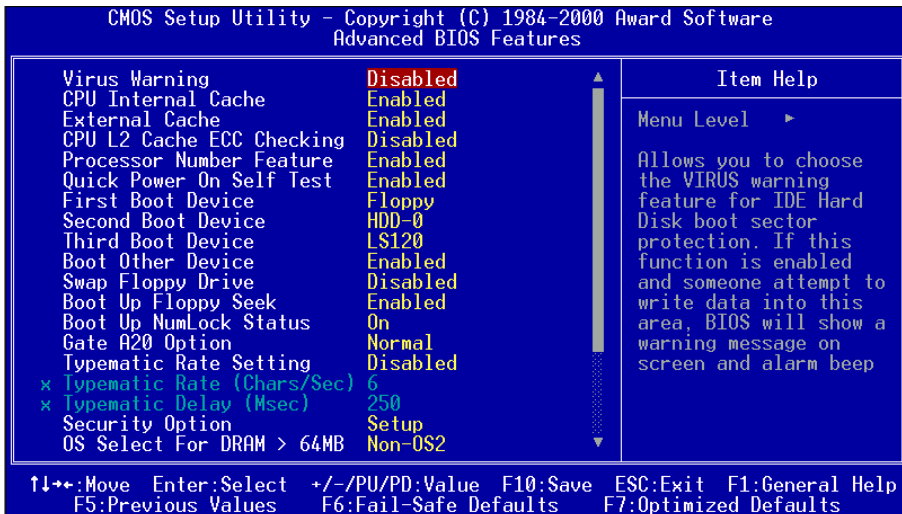 CMOS Setup Utility – Copyright (C) 1984-2000 Award Software
Advanced BIOS Features
Virus Warning Disabled
CPU Internal Cache Enabled
External Cache Enabled
CPU L2 Cache ECC Checking Disabled
Processor Number Feature Enabled
Quick Power On Self Test Enabled
First Boot Device Floppy
Second Boot Device HDD-0
Third Boot Device LS120
Boot Other Device Enabled
Swap Floppy Drive Disabled
Boot Up Floppy Seek Enabled
Boot Up NumLock Status On
Gate A20 Option Normal
Typematic Rate Setting Disabled
x Typematic Rate (Chars/Sec) 6
x Typematic Delay (Msec) 250
Security Option Setup
OS Select For DRAM > 64MB Non-OS2
Item Help
Menu Level ►
Allows you to choose
the VIRUS warning
feature for IDE Hard
Disk boot sector
protection. If this
function is enabled
and someone attempt to
write data into this
area, BIOS will show a
warning message on
screen and alarm beep
↑↓→←:Move Enter:Select +/-/PU/PD:Value F10:Save ESC:Exit F1:General Help
F5:Previous Values F6:Fail-Safe Defaults F7:Optimized Defaults